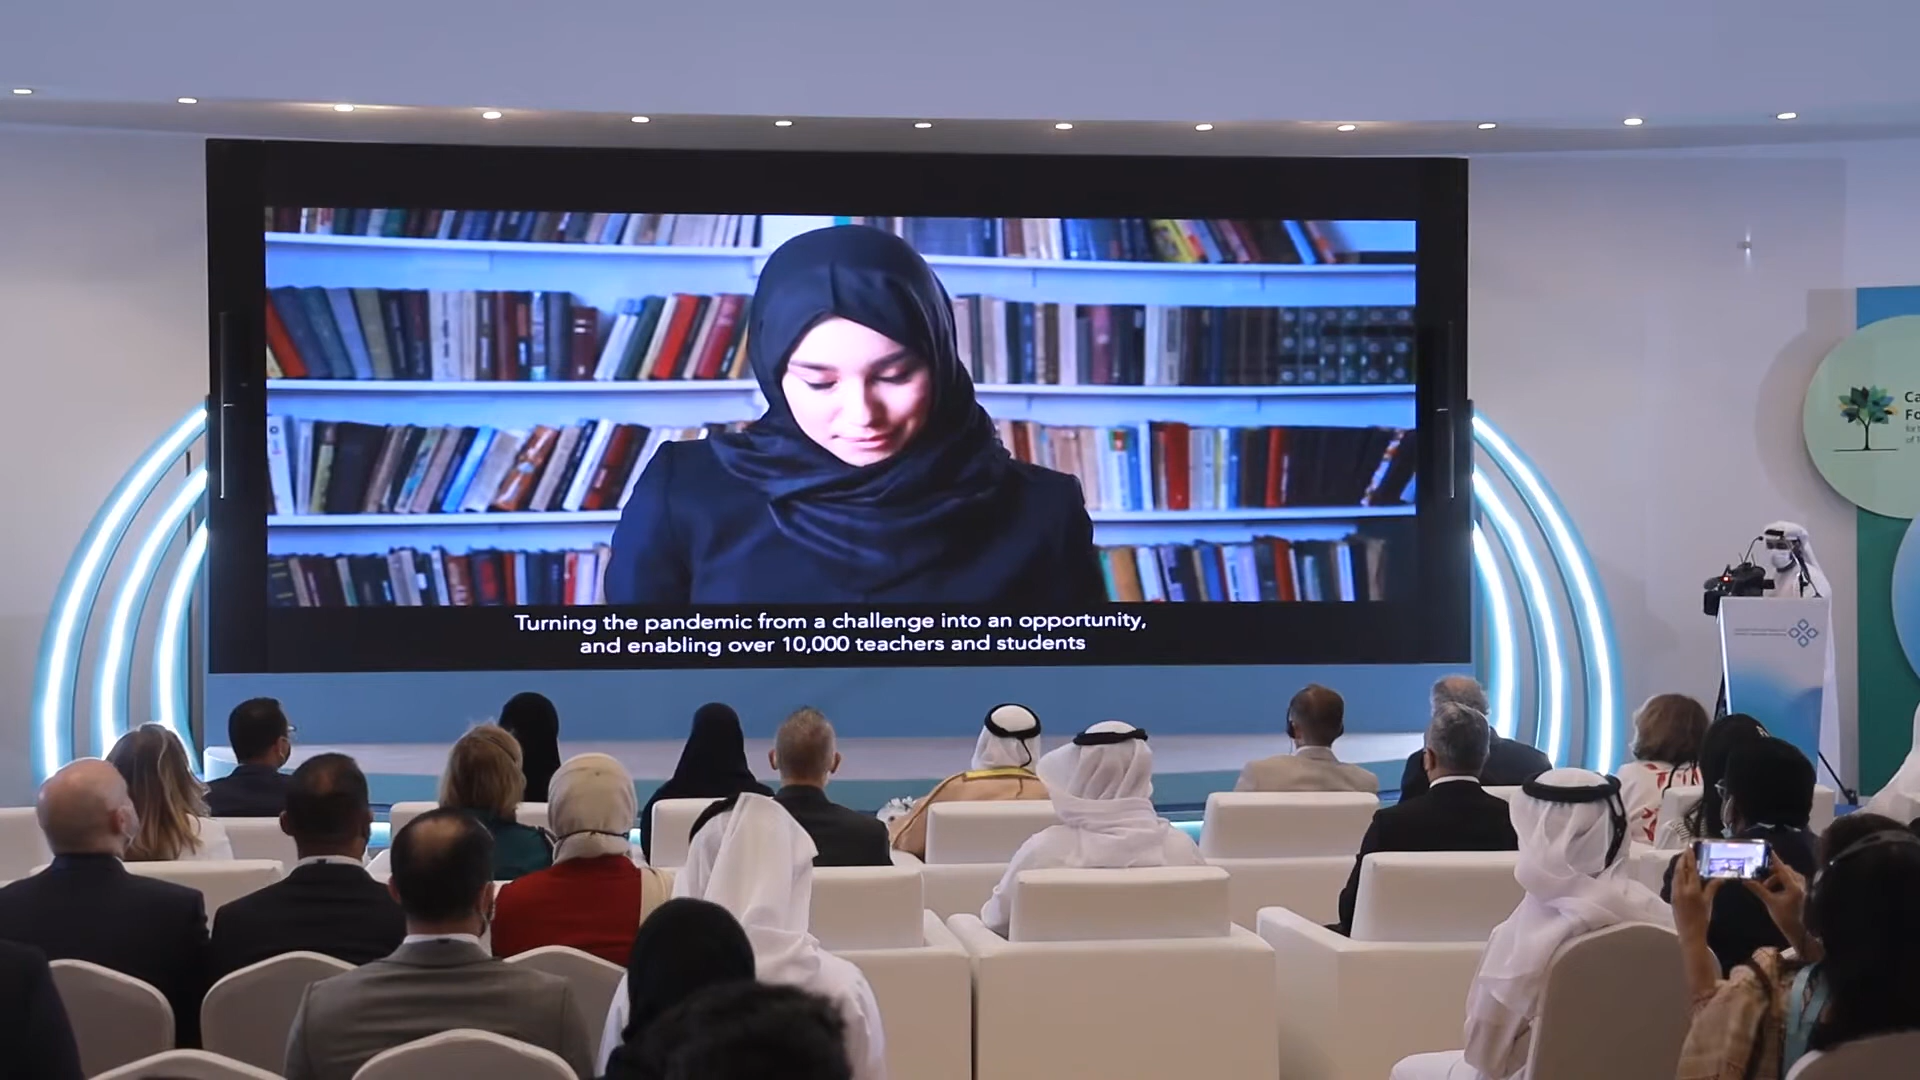 Turning the pandemic from a challenge into an opportunity,
and enabling over 10,000 teachers and students